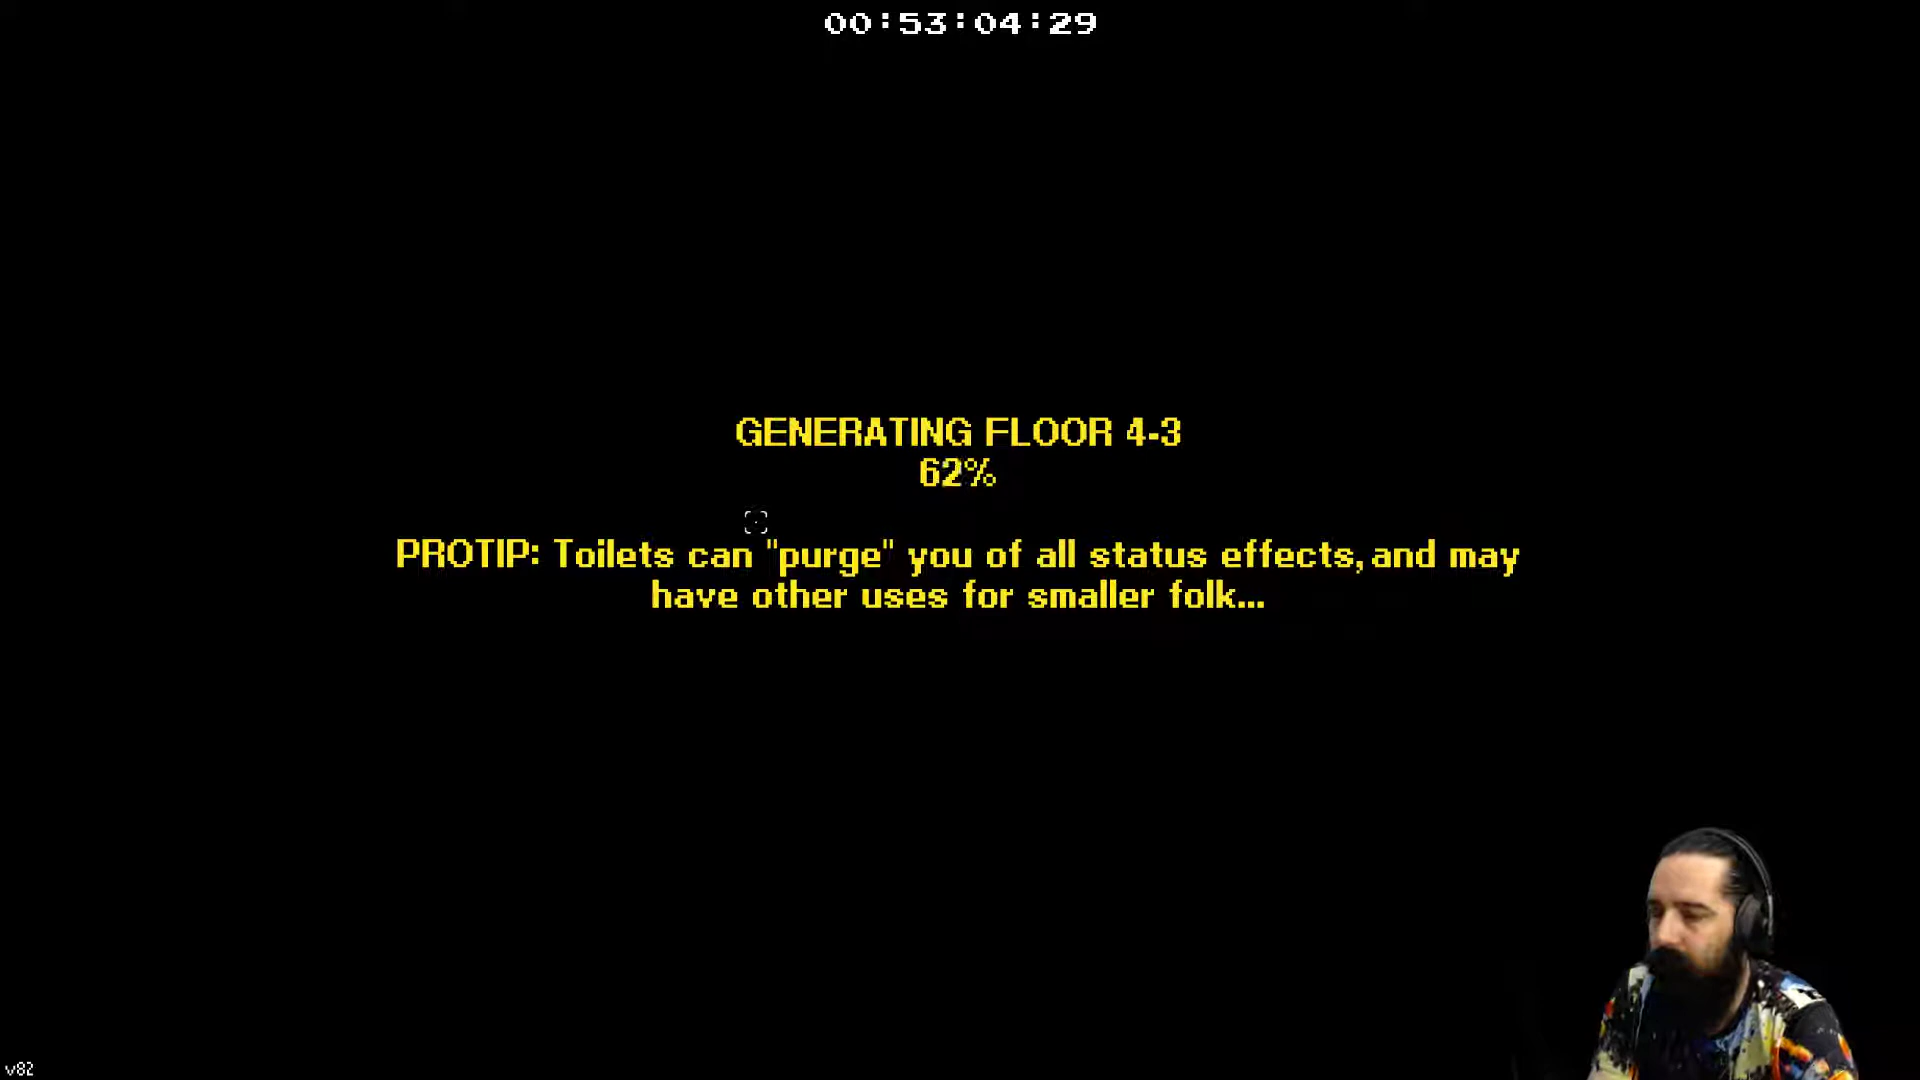 00:53:04:29
GENERATING FLOOR 4-3
62%
PROTIP: Toilets can "purge" you of all status effects, and may
have other uses for smaller folk...
v82